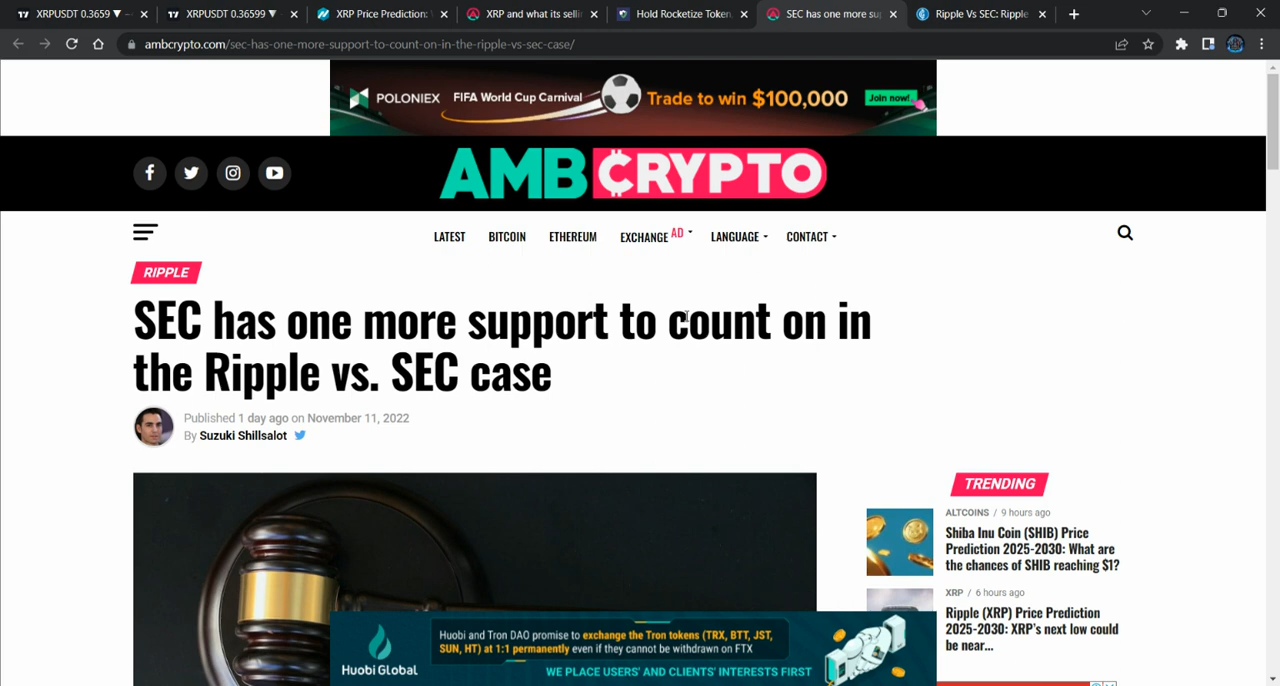 XRPUSDT 0.3659 ▼
XRPUSDT 0.36599 ▼
XRP Price Prediction:
XRP and what its selli
Hold Rocketize Token
SEC has one more su
Ripple Vs SEC: Ripple
ambcrypto.com/sec-has-one-more-support-to-count-on-in-the-ripple-vs-sec-case/
POLONIEX FIFA World Cup Carnival Trade to win $100,000 Join now!
AMBCRYPTO
LATEST BITCOIN ETHEREUM EXCHANGE AD LANGUAGE CONTACT
RIPPLE
SEC has one more support to count on in
the Ripple vs. SEC case
Published 1 day ago on November 11, 2022
By Suzuki Shillsalot
TRENDING
ALTCOINS / 9 hours ago
Shiba Inu Coin (SHIB) Price
Prediction 2025-2030: What are
the chances of SHIB reaching $1?
XRP / 6 hours ago
Ripple (XRP) Price Prediction
2025-2030: XRP's next low could
be near...
Huobi Global
Huobi and Tron DAO promise to exchange the Tron tokens (TRX, BTT, JST,
SUN, HT) at 1:1 permanently even if they cannot be withdrawn on FTX
WE PLACE USERS' AND CLIENTS' INTERESTS FIRST